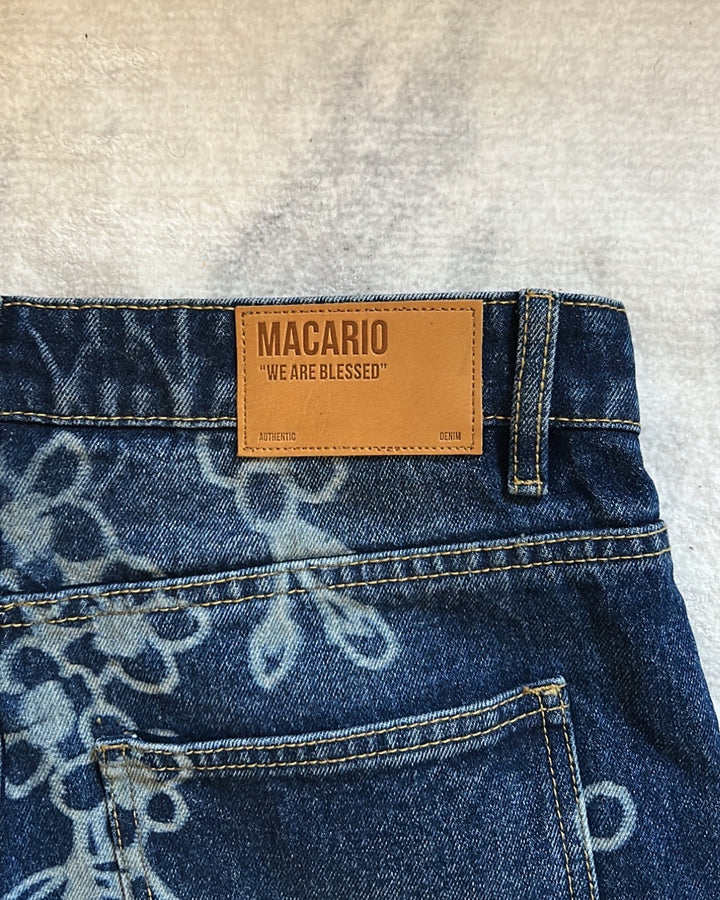 MACARIO
“WE ARE BLESSED”
AUTHENTIC DENIM